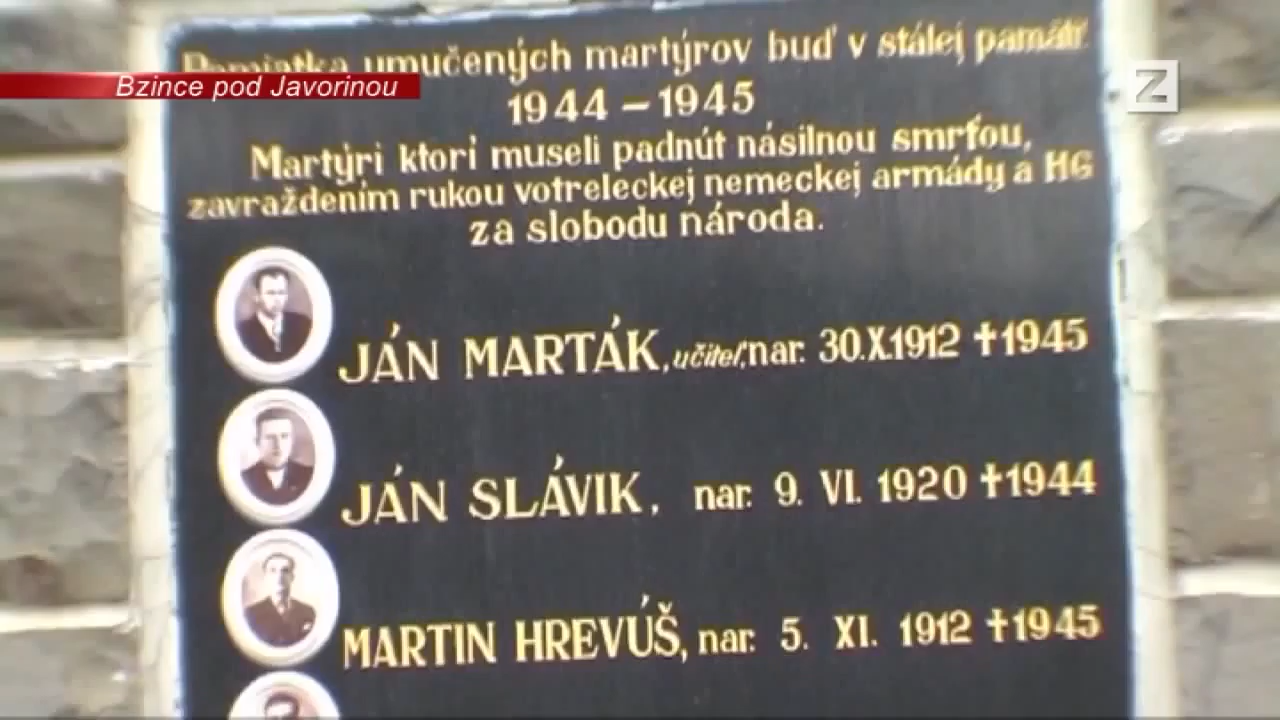 Pamiatka umučených martýrov buď v stálej pamäti
Bzince pod Javorinou
Z
1944 – 1945
Martýri ktorí museli padnúť násilnou smrťou,
zavraždením rukou votreleckej nemeckej armády a HG
za slobodu národa.
JÁN MARTÁK, učiteľ, nar. 30.X.1912 ✝1945
JÁN SLÁVIK, nar. 9. VI. 1920 ✝1944
MARTIN HREVÚŠ, nar. 5. XI. 1912 ✝1945